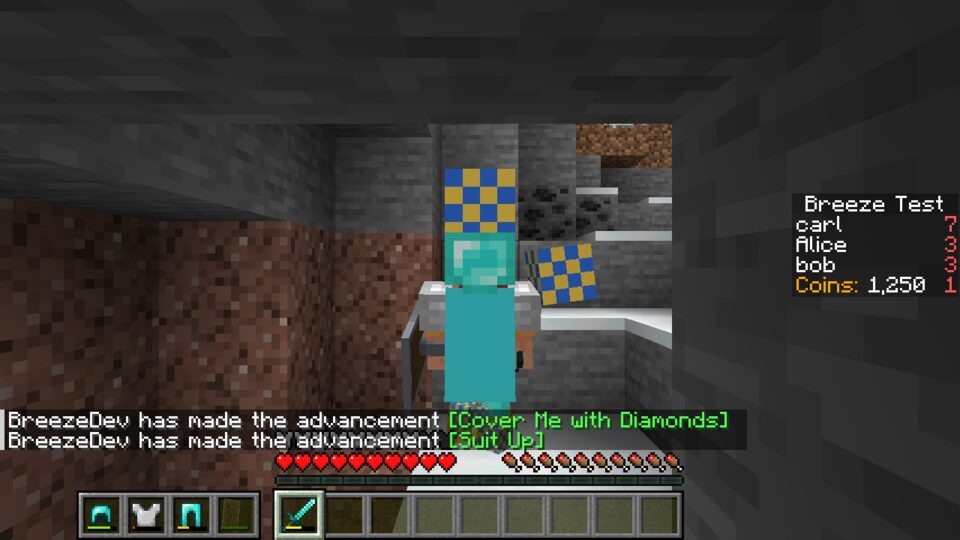 Breeze Test
carl 7
Alice 3
bob 3
Coins: 1,250 1
BreezeDev has made the advancement [Cover Me with Diamonds]
BreezeDev has made the advancement [Suit Up]